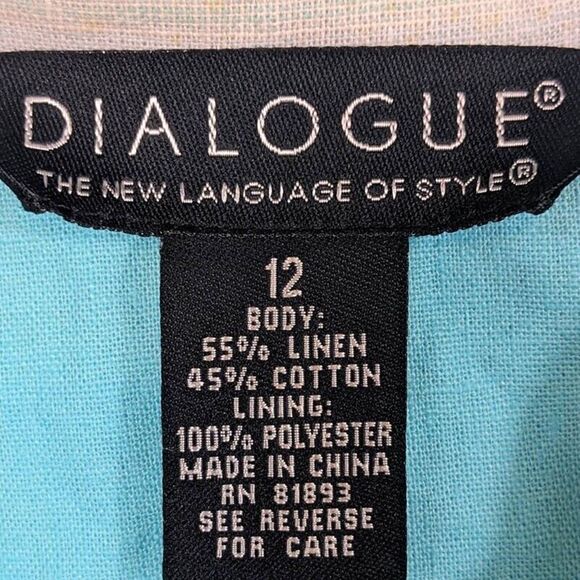 DIALOGUE®
THE NEW LANGUAGE OF STYLE®
12
BODY:
55% LINEN
45% COTTON
LINING:
100% POLYESTER
MADE IN CHINA
RN 81893
SEE REVERSE
FOR CARE